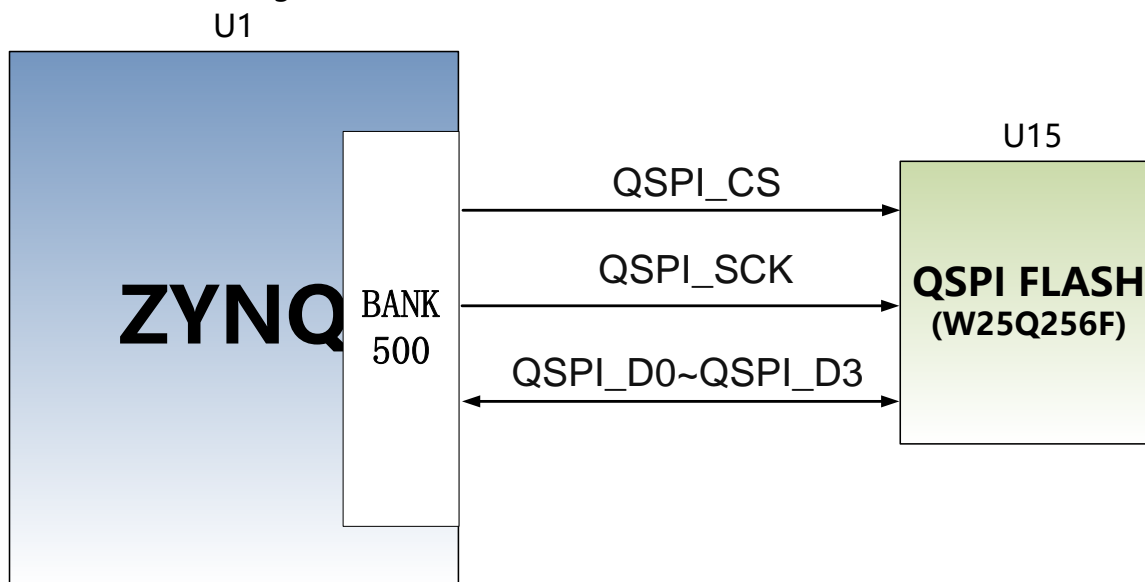 U1
U15
QSPI_CS
QSPI_SCK
ZYNQ
BANK
500
QSPI FLASH
(W25Q256F)
QSPI_D0~QSPI_D3